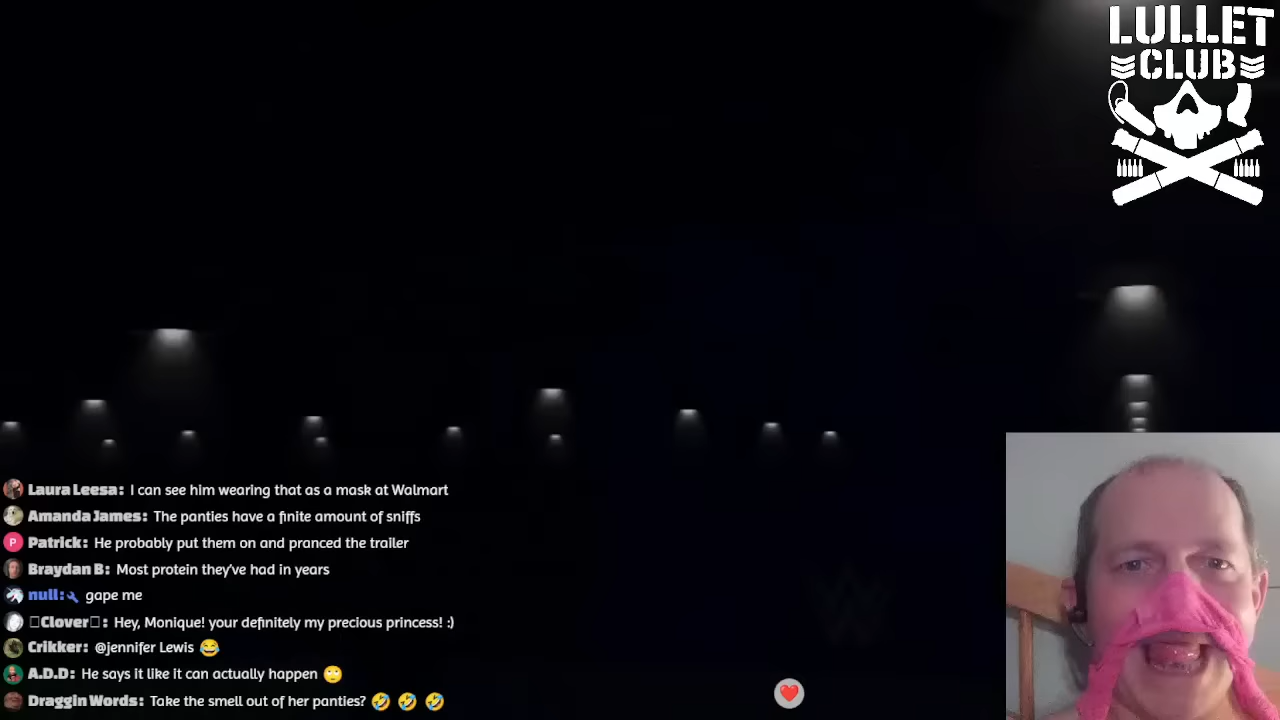 LULLET
CLUB
Laura Leesa: I can see him wearing that as a mask at Walmart
Amanda James: The panties have a finite amount of sniffs
P Patrick: He probably put them on and pranced the trailer
Braydan B: Most protein they've had in years
null: gape me
□Clover□: Hey, Monique! your definitely my precious princess! :)
Crikker: @jennifer Lewis 😂
A.D.D: He says it like it can actually happen 🙄
Draggin Words: Take the smell out of her panties? 🤣 🤣 🤣